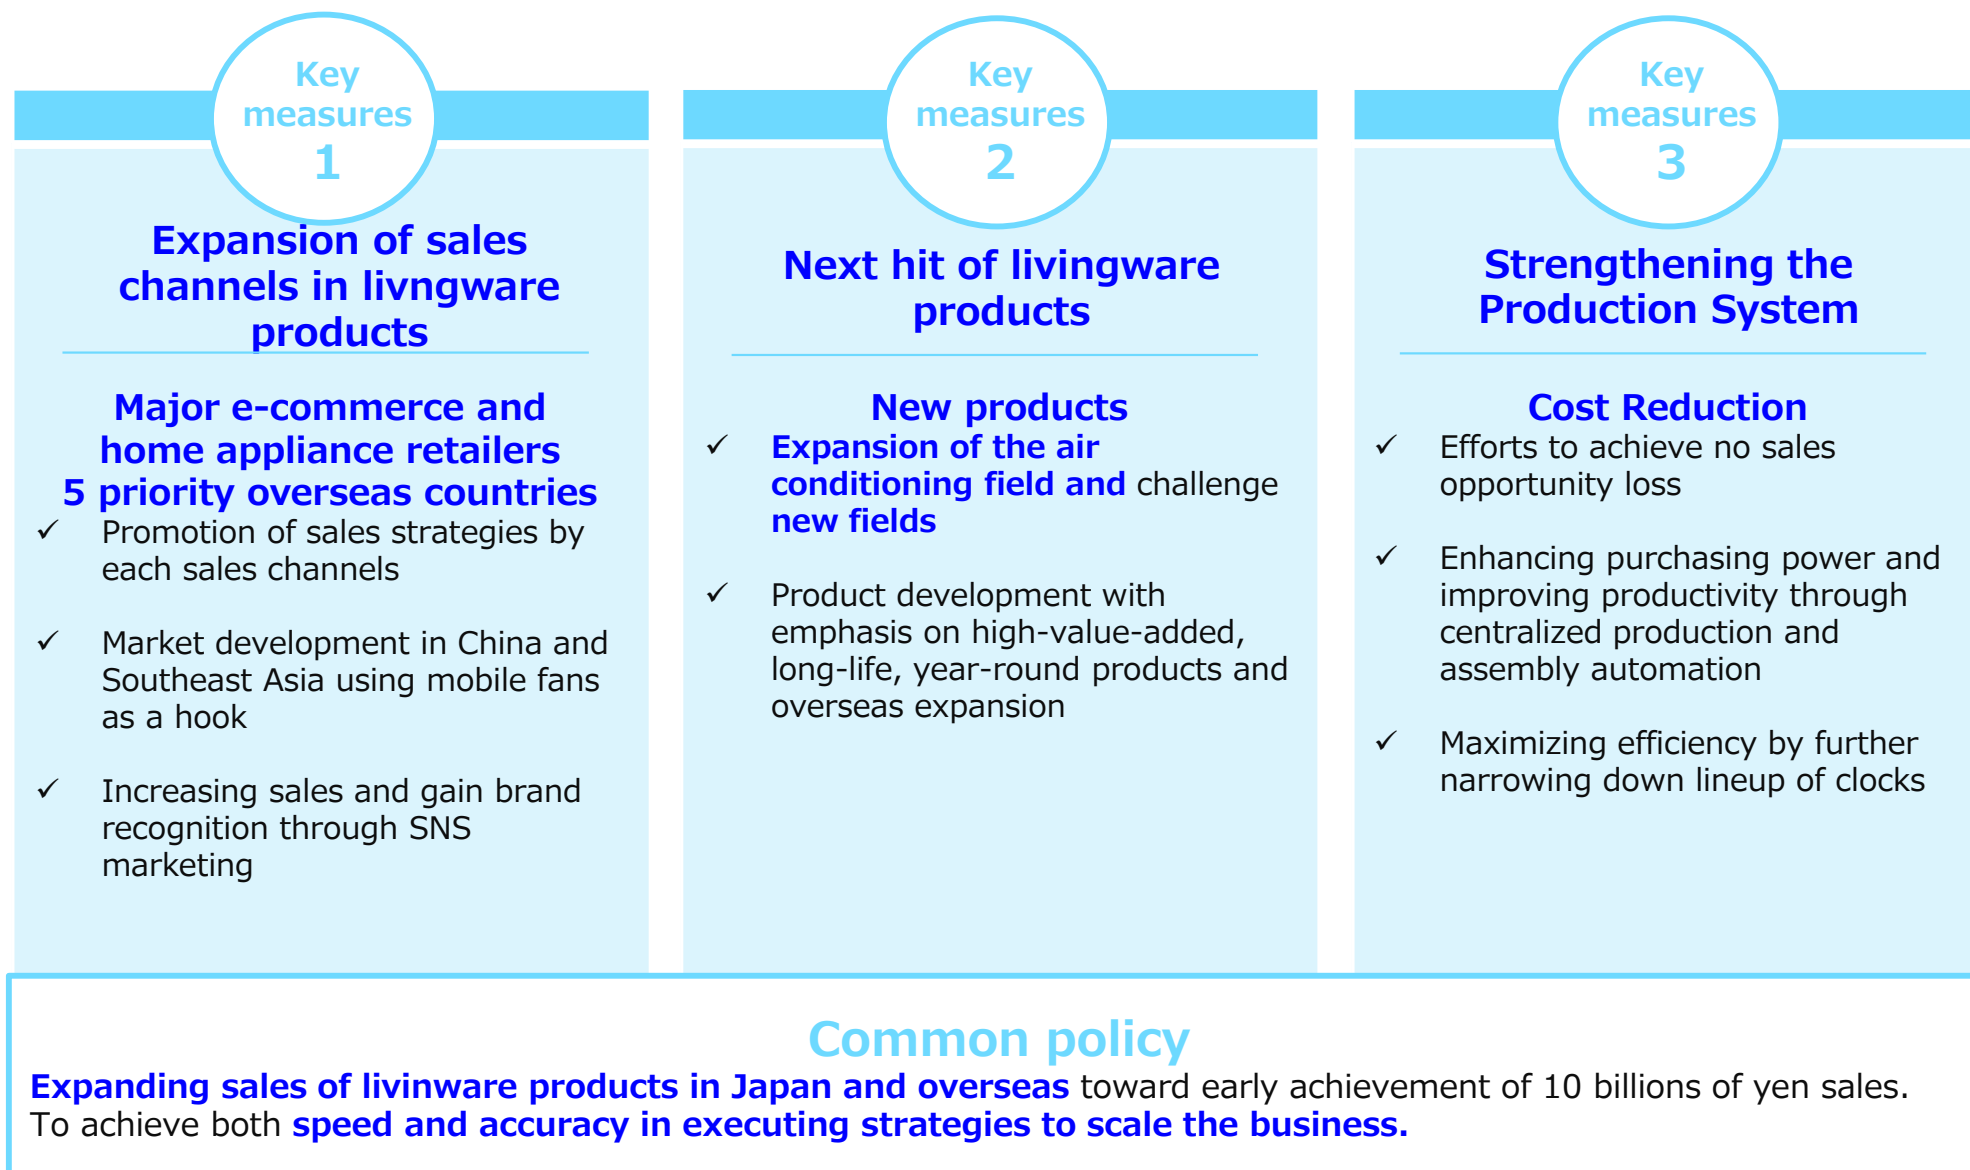 Key
measures
1
Expansion of sales
channels in livngware
products
Major e-commerce and
home appliance retailers
5 priority overseas countries
✓ Promotion of sales strategies by
each sales channels
✓ Market development in China and
Southeast Asia using mobile fans
as a hook
✓ Increasing sales and gain brand
recognition through SNS
marketing
Key
measures
2
Next hit of livingware
products
New products
✓ Expansion of the air
conditioning field and challenge
new fields
✓ Product development with
emphasis on high-value-added,
long-life, year-round products and
overseas expansion
Key
measures
3
Strengthening the
Production System
Cost Reduction
✓ Efforts to achieve no sales
opportunity loss
✓ Enhancing purchasing power and
improving productivity through
centralized production and
assembly automation
✓ Maximizing efficiency by further
narrowing down lineup of clocks
Common policy
Expanding sales of livinware products in Japan and overseas toward early achievement of 10 billions of yen sales.
To achieve both speed and accuracy in executing strategies to scale the business.